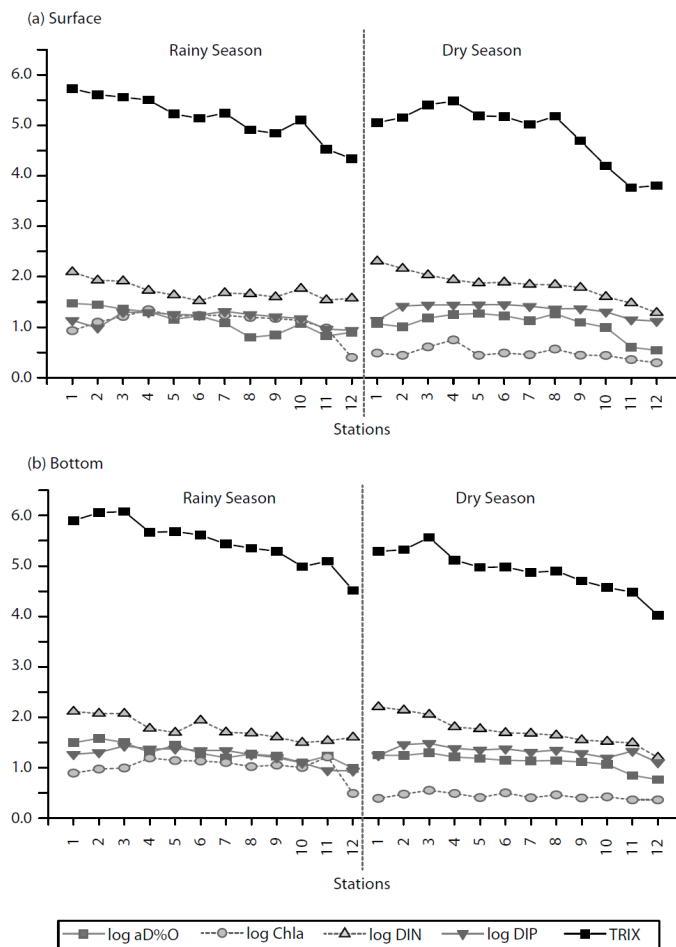 (a) Surface
Rainy Season Dry Season
6.0
5.0
4.0
3.0
2.0
1.0
0.0
1 2 3 4 5 6 7 8 9 10 11 12 1 2 3 4 5 6 7 8 9 10 11 12
Stations
(b) Bottom
Rainy Season Dry Season
6.0
5.0
4.0
3.0
2.0
1.0
0.0
1 2 3 4 5 6 7 8 9 10 11 12 1 2 3 4 5 6 7 8 9 10 11 12
Stations
log aD%O log Chla log DIN log DIP TRIX